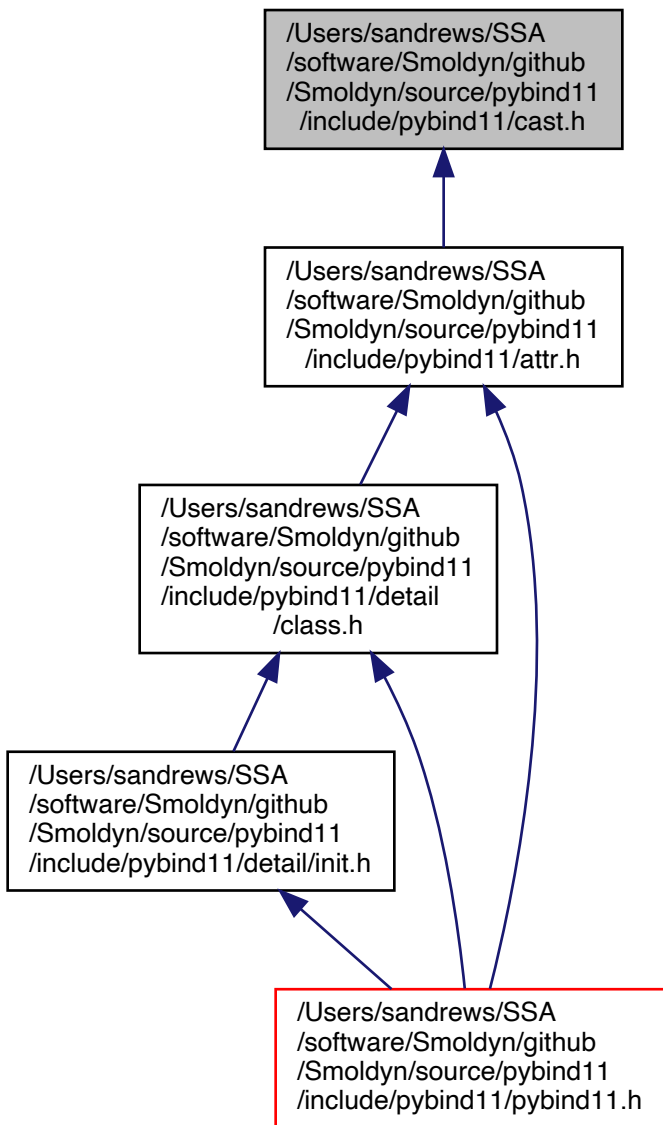 /Users/sandrews/SSA
/software/Smoldyn/github
/Smoldyn/source/pybind11
/include/pybind11/cast.h
/Users/sandrews/SSA
/software/Smoldyn/github
/Smoldyn/source/pybind11
/include/pybind11/attr.h
/Users/sandrews/SSA
/software/Smoldyn/github
/Smoldyn/source/pybind11
/include/pybind11/detail
/class.h
/Users/sandrews/SSA
/software/Smoldyn/github
/Smoldyn/source/pybind11
/include/pybind11/detail/init.h
/Users/sandrews/SSA
/software/Smoldyn/github
/Smoldyn/source/pybind11
/include/pybind11/pybind11.h